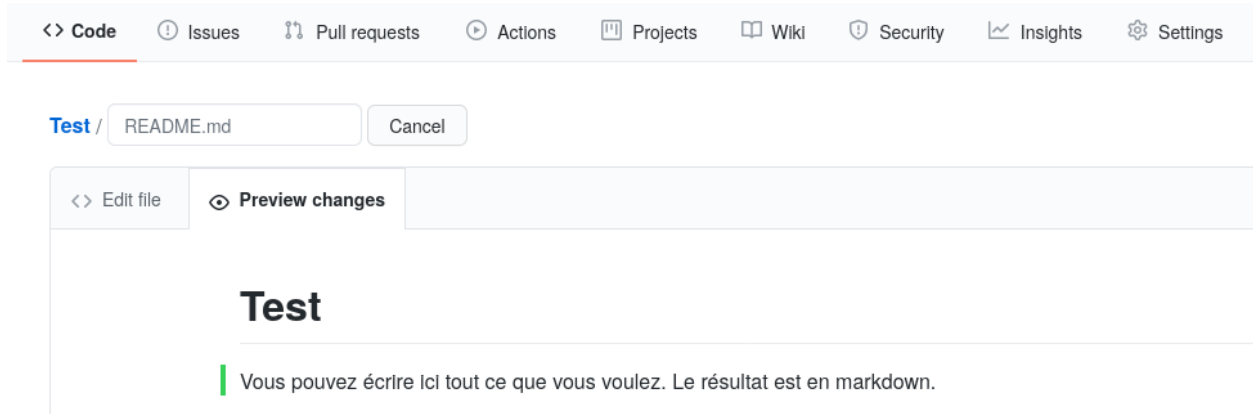 <> Code Issues Pull requests Actions Projects Wiki Security Insights Settings
Test / README.md Cancel
<> Edit file Preview changes
Test
Vous pouvez écrire ici tout ce que vous voulez. Le résultat est en markdown.